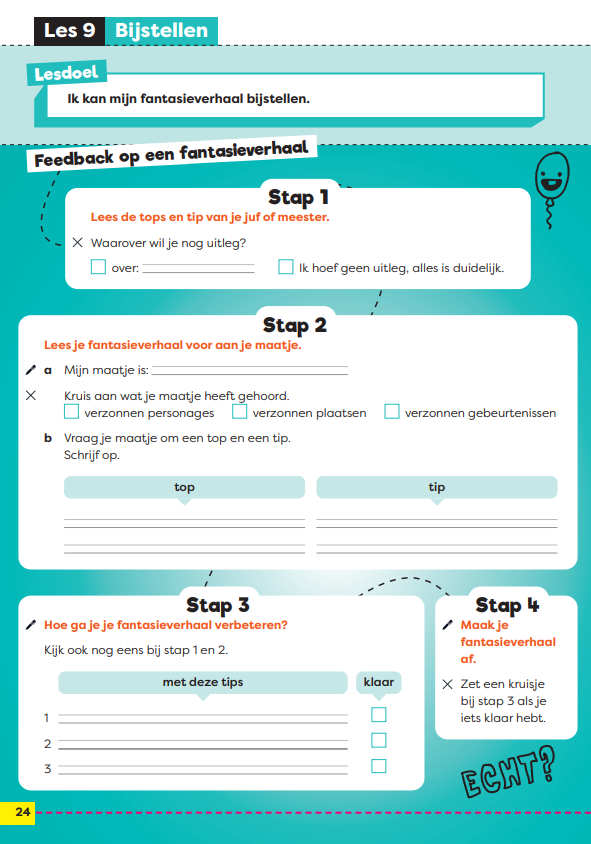 Les 9 Bijstellen
Lesdoel
Ik kan mijn fantasieverhaal bijstellen.
Feedback op een fantasieverhaal
Stap 1
Lees de tops en tip van je juf of meester.
Waarover wil je nog uitleg?
over:
Ik hoef geen uitleg, alles is duidelijk.
Stap 2
Lees je fantasieverhaal voor aan je maatje.
a Mijn maatje is:
Kruis aan wat je maatje heeft gehoord.
verzonnen personages verzonnen plaatsen verzonnen gebeurtenissen
b Vraag je maatje om een top en een tip.
Schrijf op.
top tip
Stap 3
Hoe ga je je fantasieverhaal verbeteren?
Kijk ook nog eens bij stap 1 en 2.
met deze tips klaar
1
2
3
Stap 4
Maak je
fantasieverhaal
af.
Zet een kruisje
bij stap 3 als je
iets klaar hebt.
ECHT?
24